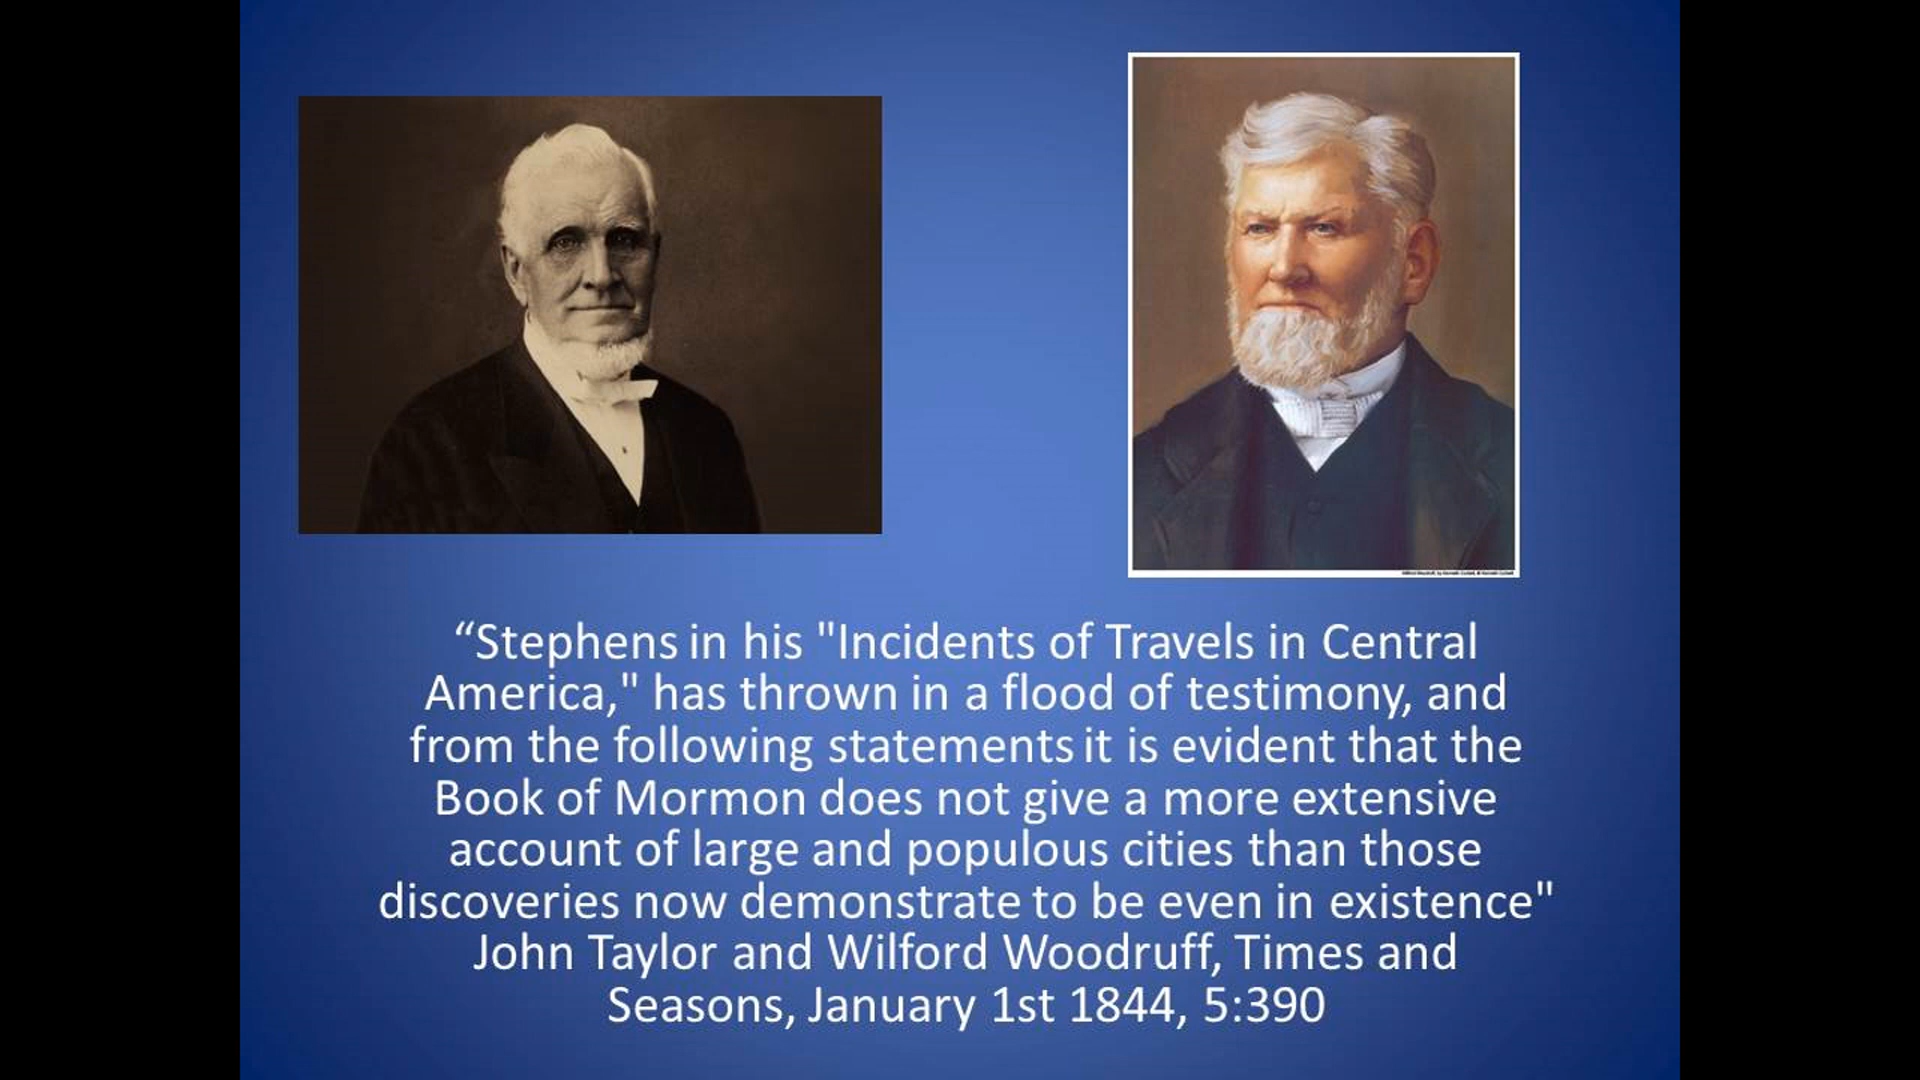 “Stephens in his "Incidents of Travels in Central
America," has thrown in a flood of testimony, and
from the following statements it is evident that the
Book of Mormon does not give a more extensive
account of large and populous cities than those
discoveries now demonstrate to be even in existence"
John Taylor and Wilford Woodruff, Times and
Seasons, January 1st 1844, 5:390